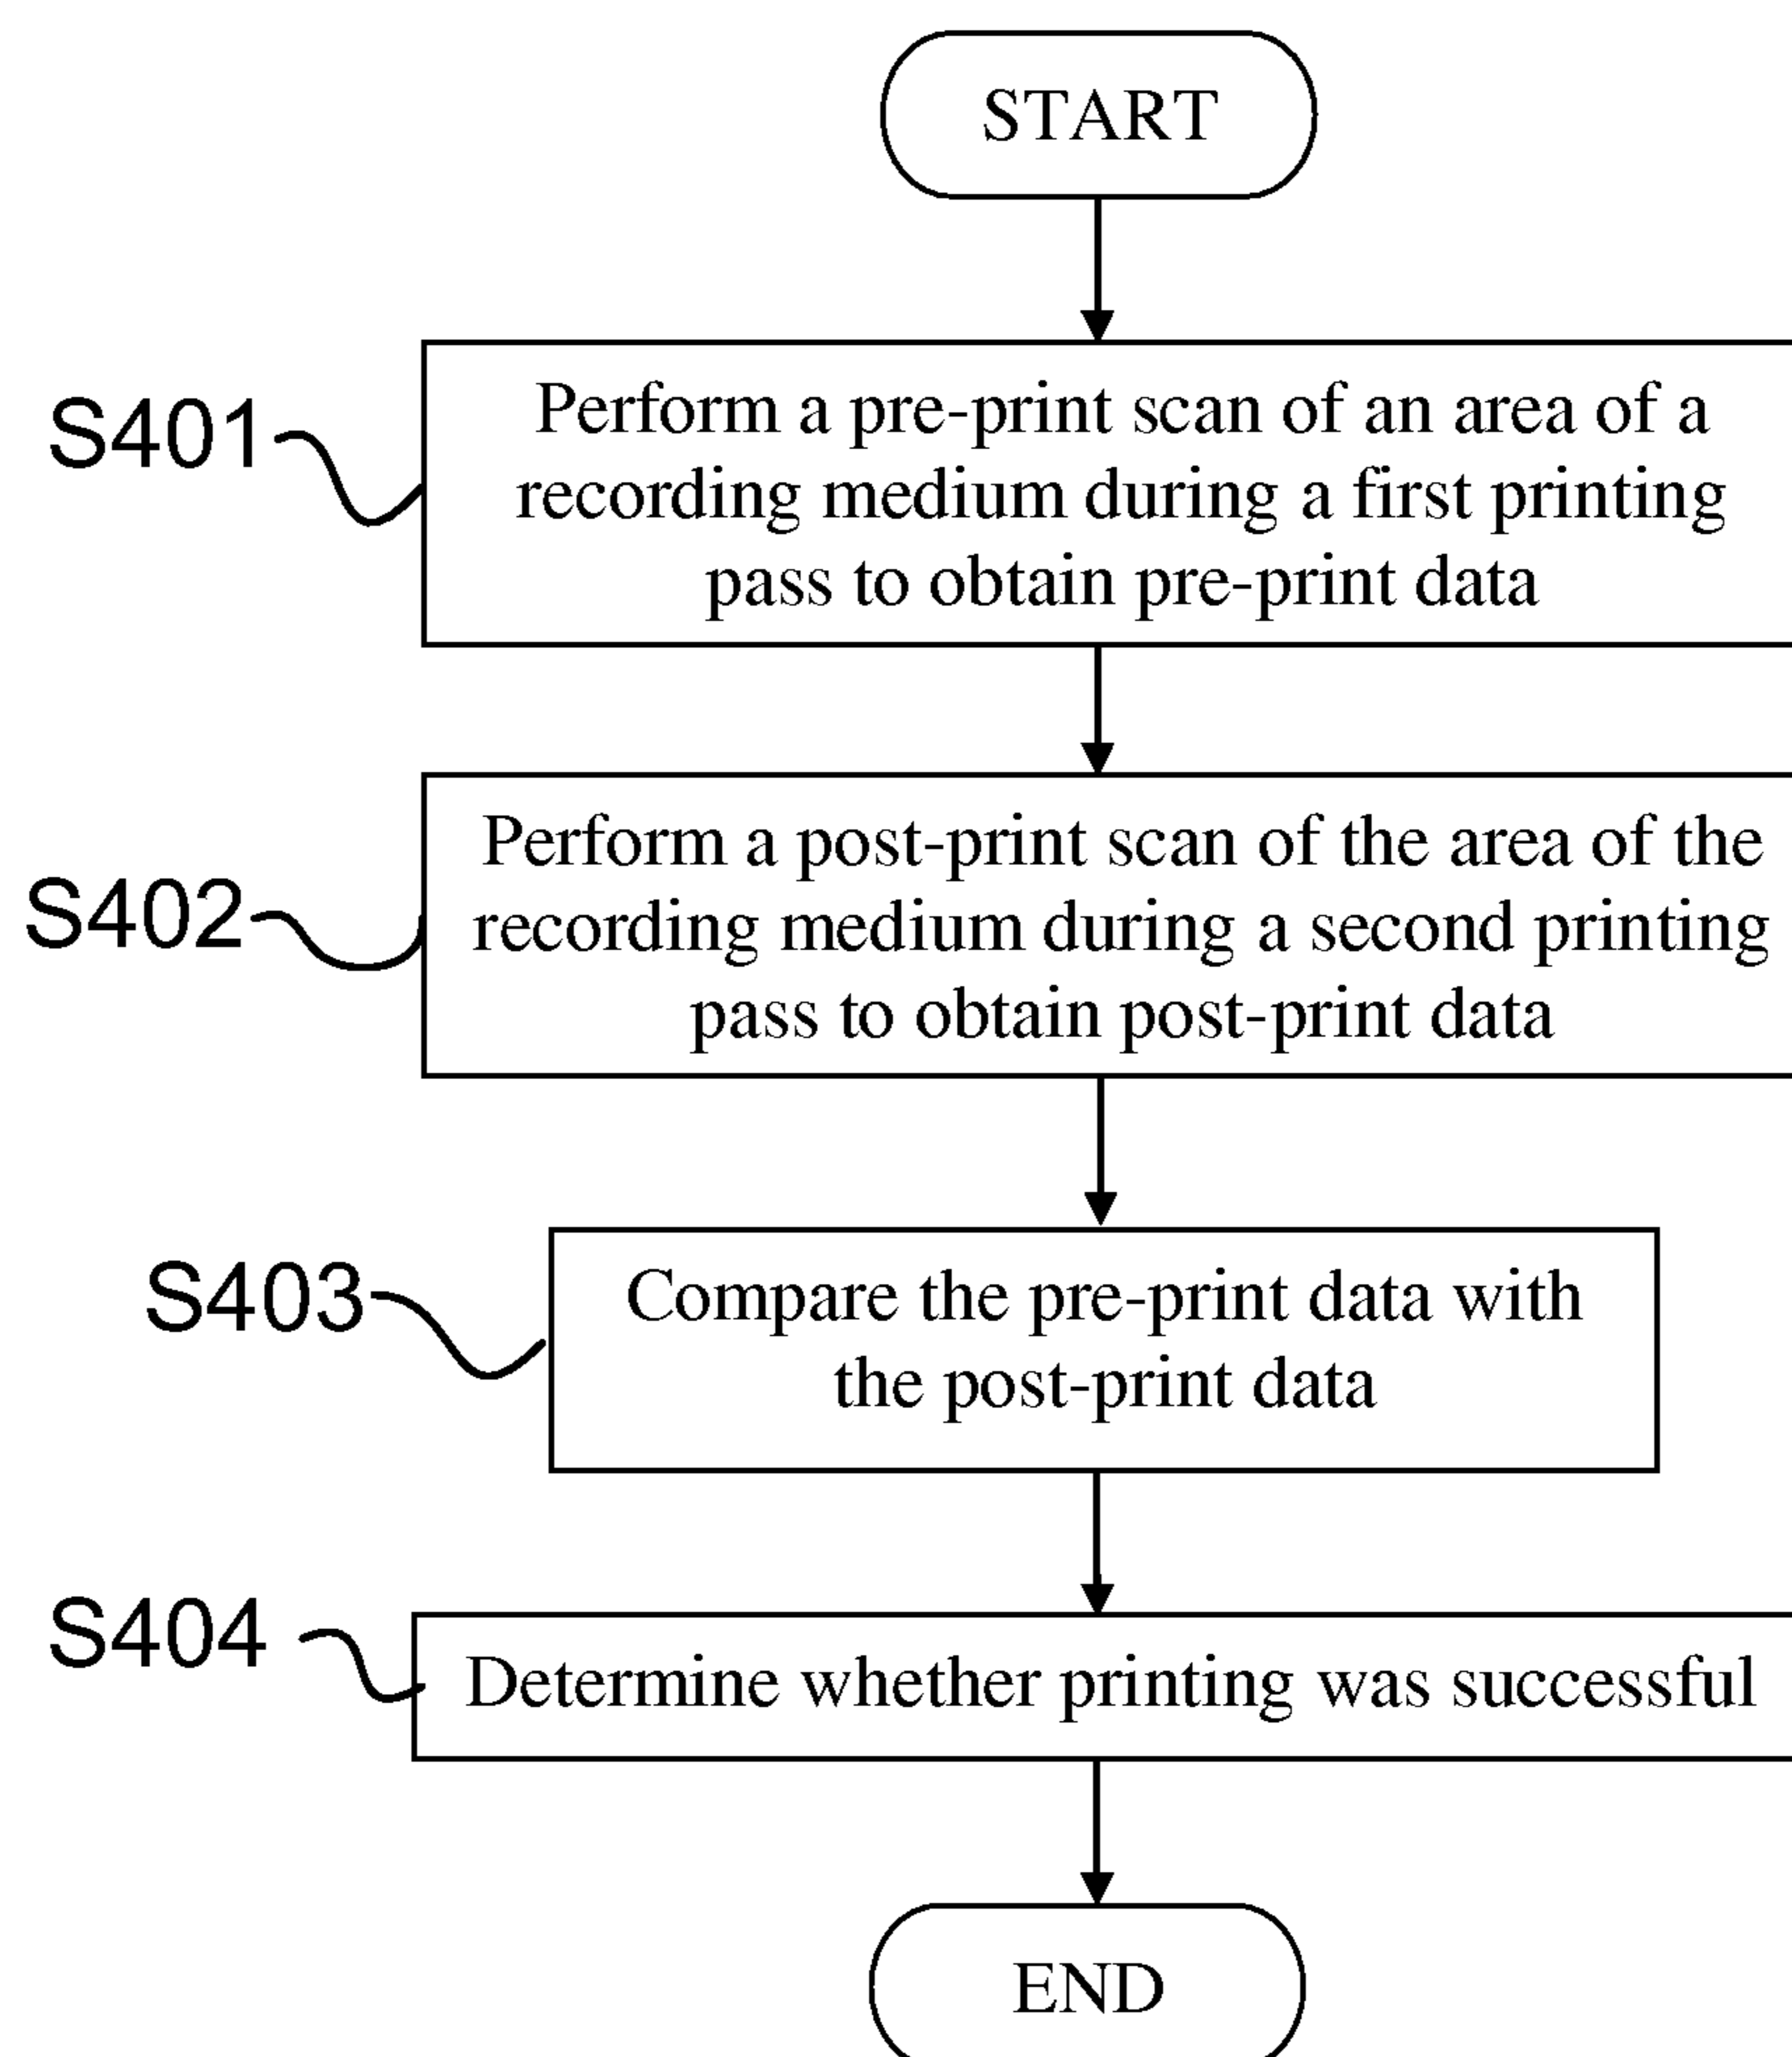 START
S401
Perform a pre-print scan of an area of a
recording medium during a first printing
pass to obtain pre-print data
S402
Perform a post-print scan of the area of the
recording medium during a second printing
pass to obtain post-print data
S403
Compare the pre-print data with
the post-print data
S404
Determine whether printing was successful
END